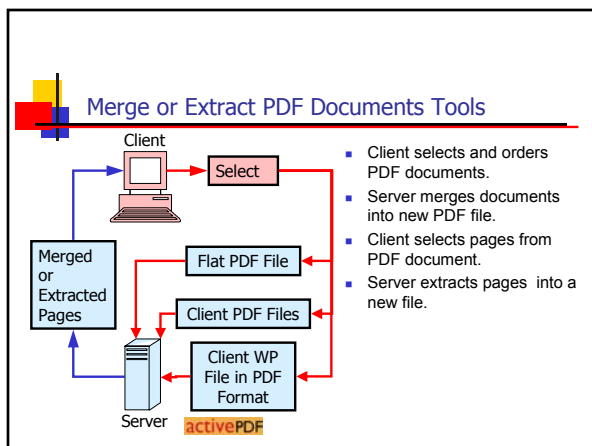 Merge or Extract PDF Documents Tools
Client
Select
Merged
or
Extracted
Pages
Flat PDF File
Client PDF Files
Client WP
File in PDF
Format
Server
activePDF
Client selects and orders
PDF documents.
Server merges documents
into new PDF file.
Client selects pages from
PDF document.
Server extracts pages into a
new file.